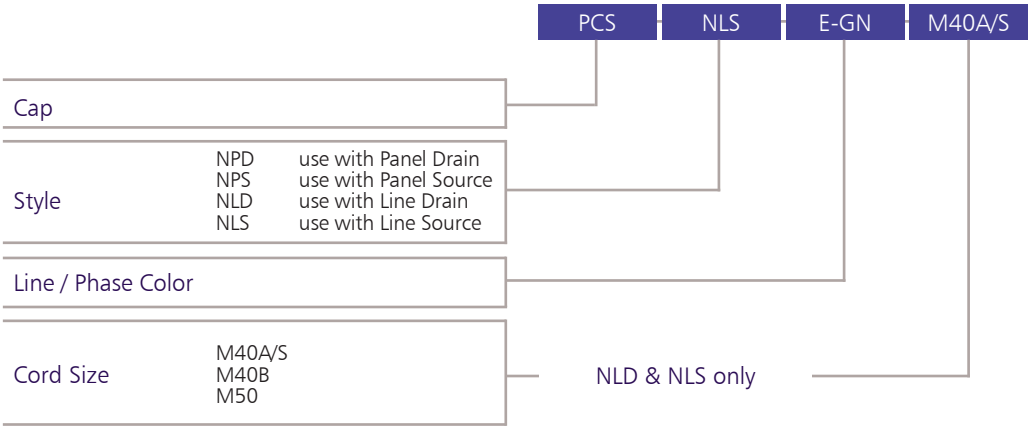 PCS NLS E-GN M40A/S
Cap
Style
NPD use with Panel Drain
NPS use with Panel Source
NLD use with Line Drain
NLS use with Line Source
Line / Phase Color
Cord Size
M40A/S
M40B
M50
NLD & NLS only